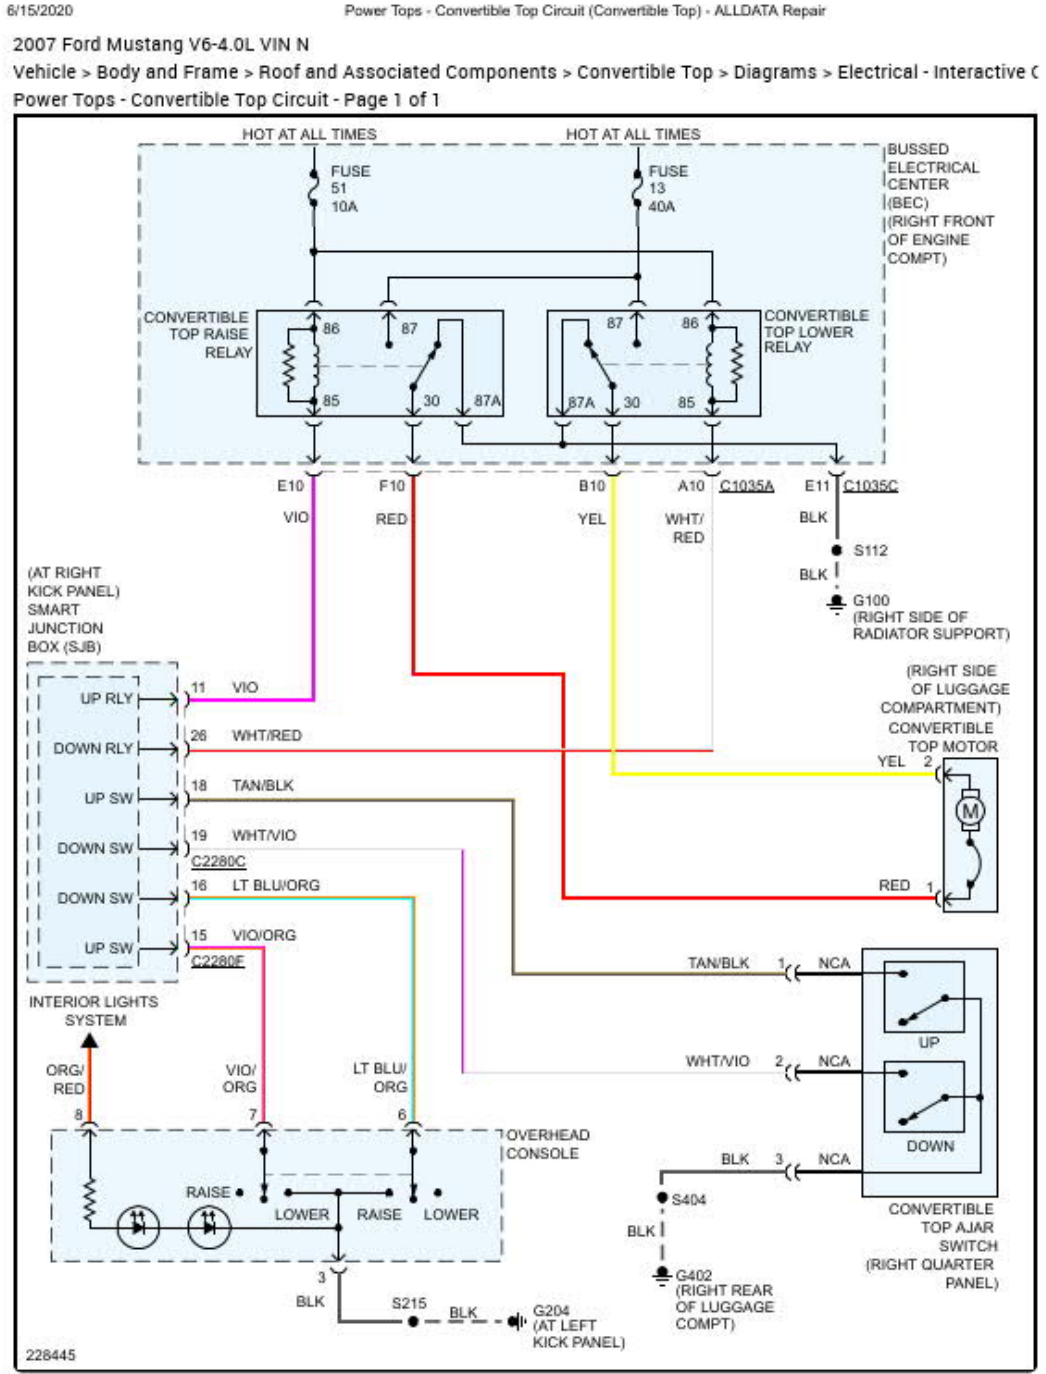 6/15/2020
Power Tops - Convertible Top Circuit (Convertible Top) - ALLDATA Repair
2007 Ford Mustang V6-4.0L VIN N
Vehicle > Body and Frame > Roof and Associated Components > Convertible Top > Diagrams > Electrical - Interactive C
Power Tops - Convertible Top Circuit - Page 1 of 1
HOT AT ALL TIMES
HOT AT ALL TIMES
FUSE
51
10A
FUSE
13
40A
BUSSED
ELECTRICAL
CENTER
(BEC)
(RIGHT FRONT
OF ENGINE
COMPT)
CONVERTIBLE
TOP RAISE
RELAY
86
87
85
30
87A
87
86
87A
30
85
CONVERTIBLE
TOP LOWER
RELAY
E10
F10
B10
A10
C1035A
E11
C1035C
VIO
RED
YEL
WHT/
RED
BLK
S112
BLK
G100
(RIGHT SIDE OF
RADIATOR SUPPORT)
(AT RIGHT
KICK PANEL)
SMART
JUNCTION
BOX (SJB)
UP RLY
11
VIO
DOWN RLY
26
WHT/RED
UP SW
18
TAN/BLK
DOWN SW
19
WHT/VIO
C2280C
DOWN SW
16
LT BLU/ORG
UP SW
15
VIO/ORG
C2280F
(RIGHT SIDE
OF LUGGAGE
COMPARTMENT)
CONVERTIBLE
TOP MOTOR
YEL
2
M
RED
1
TAN/BLK
1
NCA
UP
WHT/VIO
2
NCA
DOWN
BLK
3
NCA
S404
BLK
G402
(RIGHT REAR
OF LUGGAGE
COMPT)
CONVERTIBLE
TOP AJAR
SWITCH
(RIGHT QUARTER
PANEL)
INTERIOR LIGHTS
SYSTEM
ORG/
RED
8
VIO/
ORG
7
LT BLU/
ORG
6
OVERHEAD
CONSOLE
RAISE
LOWER
RAISE
LOWER
3
BLK
S215
BLK
G204
(AT LEFT
KICK PANEL)
228445